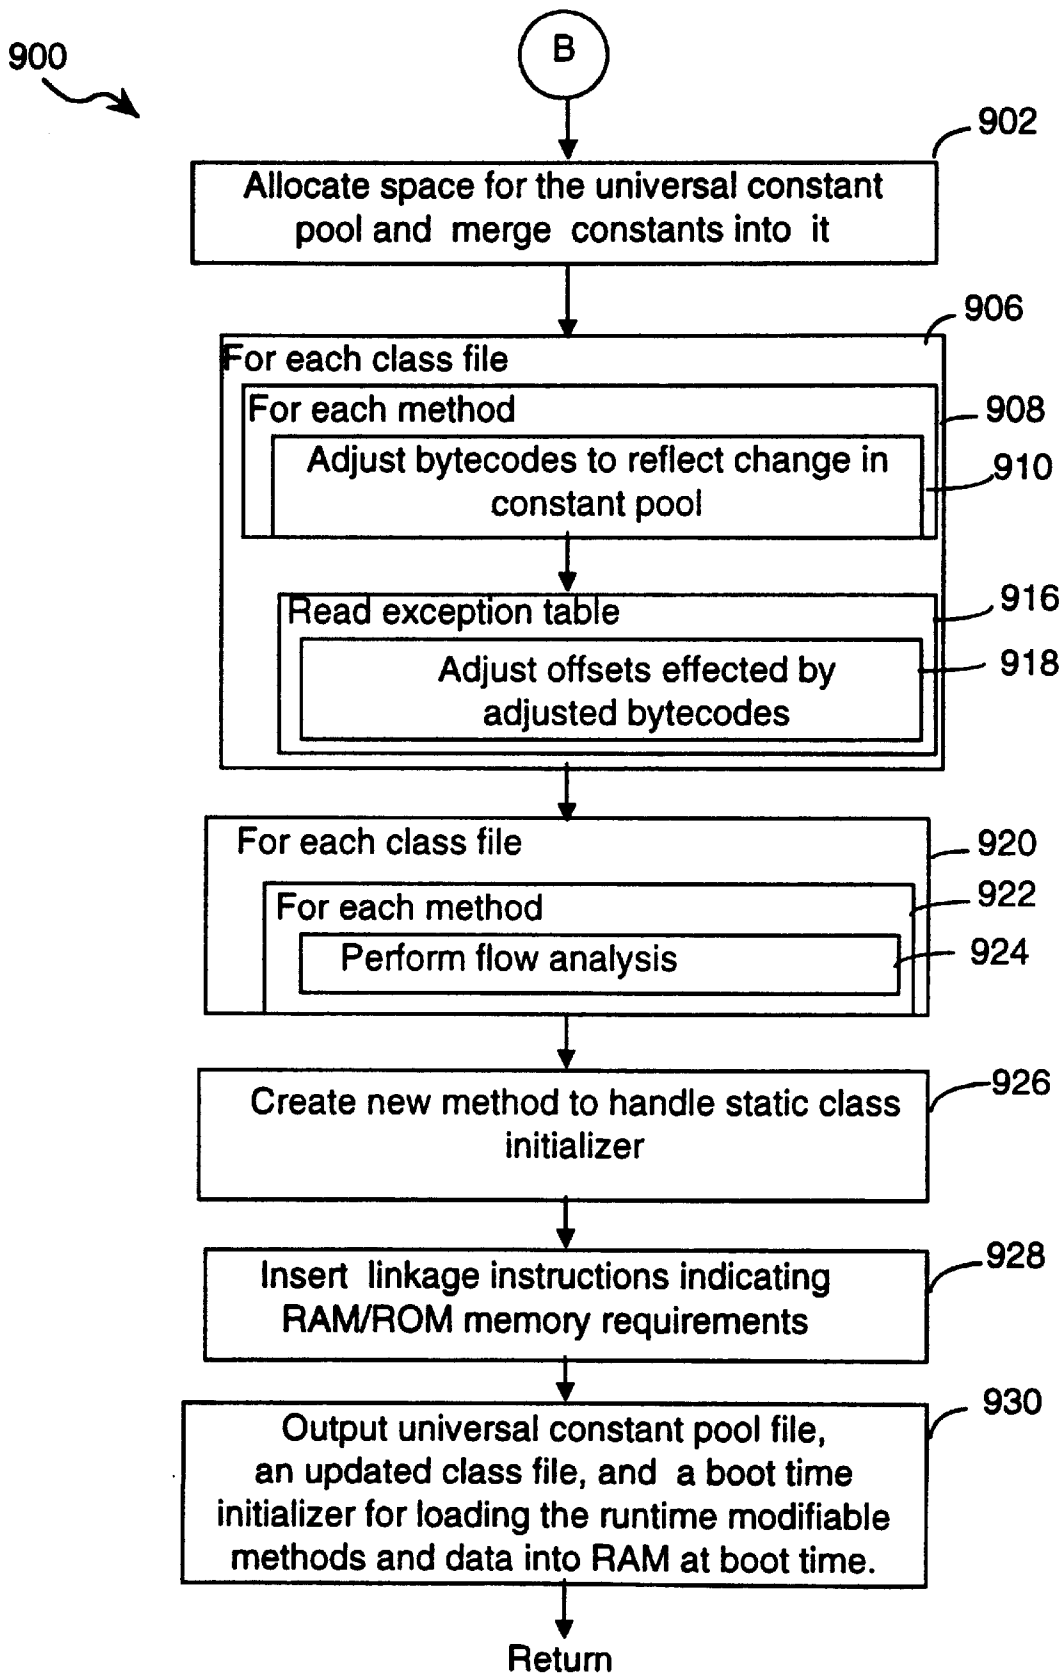 B
900
902
Allocate space for the universal constant
pool and merge constants into it
906
For each class file
For each method
908
Adjust bytecodes to reflect change in
constant pool
910
Read exception table
916
Adjust offsets effected by
adjusted bytecodes
918
For each class file
920
For each method
922
Perform flow analysis
924
Create new method to handle static class
initializer
926
Insert linkage instructions indicating
RAM/ROM memory requirements
928
Output universal constant pool file,
an updated class file, and a boot time
initializer for loading the runtime modifiable
methods and data into RAM at boot time.
930
Return